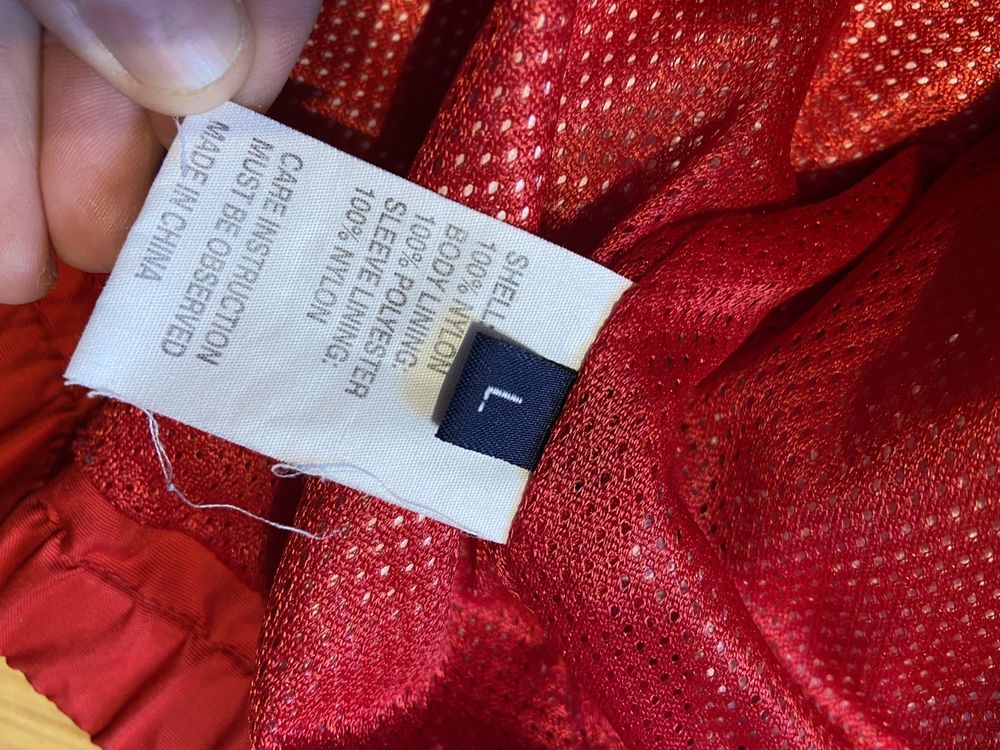 SHELL:
100% NYLON
BODY LINING:
100% POLYESTER
SLEEVE LINING:
100% NYLON
CARE INSTRUCTION
MUST BE OBSERVED
MADE IN CHINA
L.